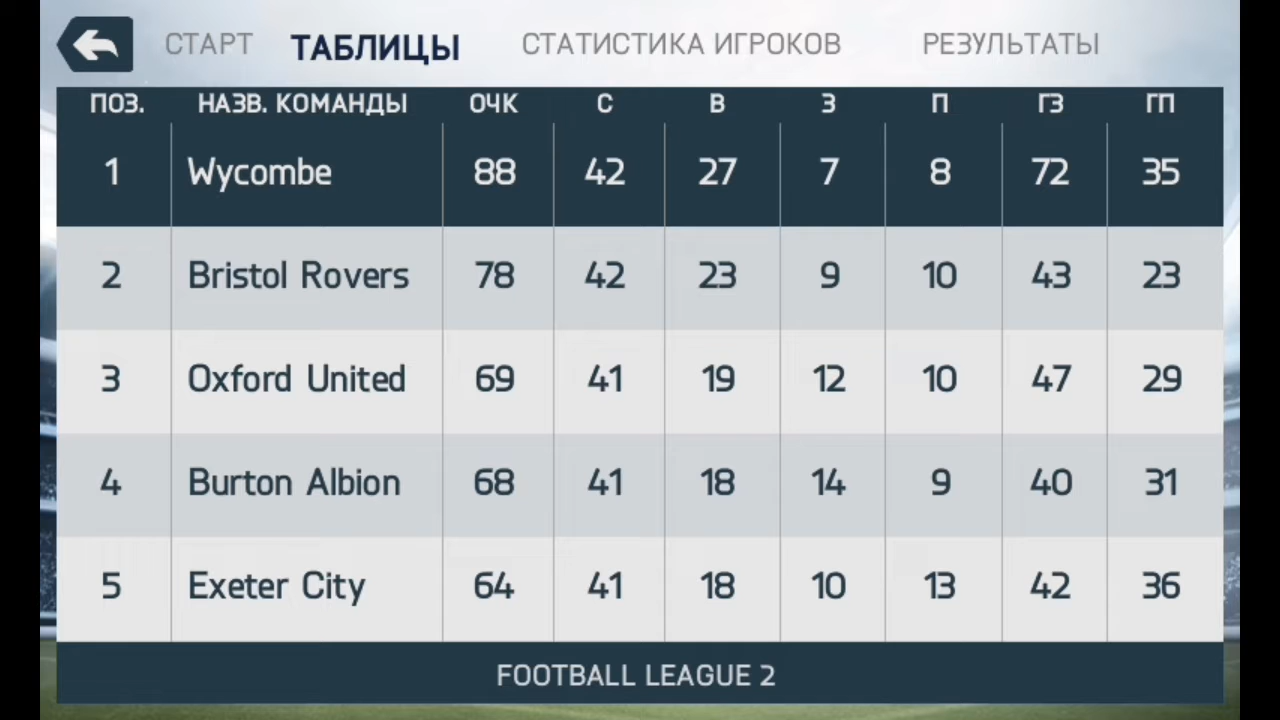 СТАРТ ТАБЛИЦЫ СТАТИСТИКА ИГРОКОВ РЕЗУЛЬТАТЫ
ПОЗ. НАЗВ. КОМАНДЫ ОЧК С В З П ГЗ ГП
1 Wycombe 88 42 27 7 8 72 35
2 Bristol Rovers 78 42 23 9 10 43 23
3 Oxford United 69 41 19 12 10 47 29
4 Burton Albion 68 41 18 14 9 40 31
5 Exeter City 64 41 18 10 13 42 36
FOOTBALL LEAGUE 2